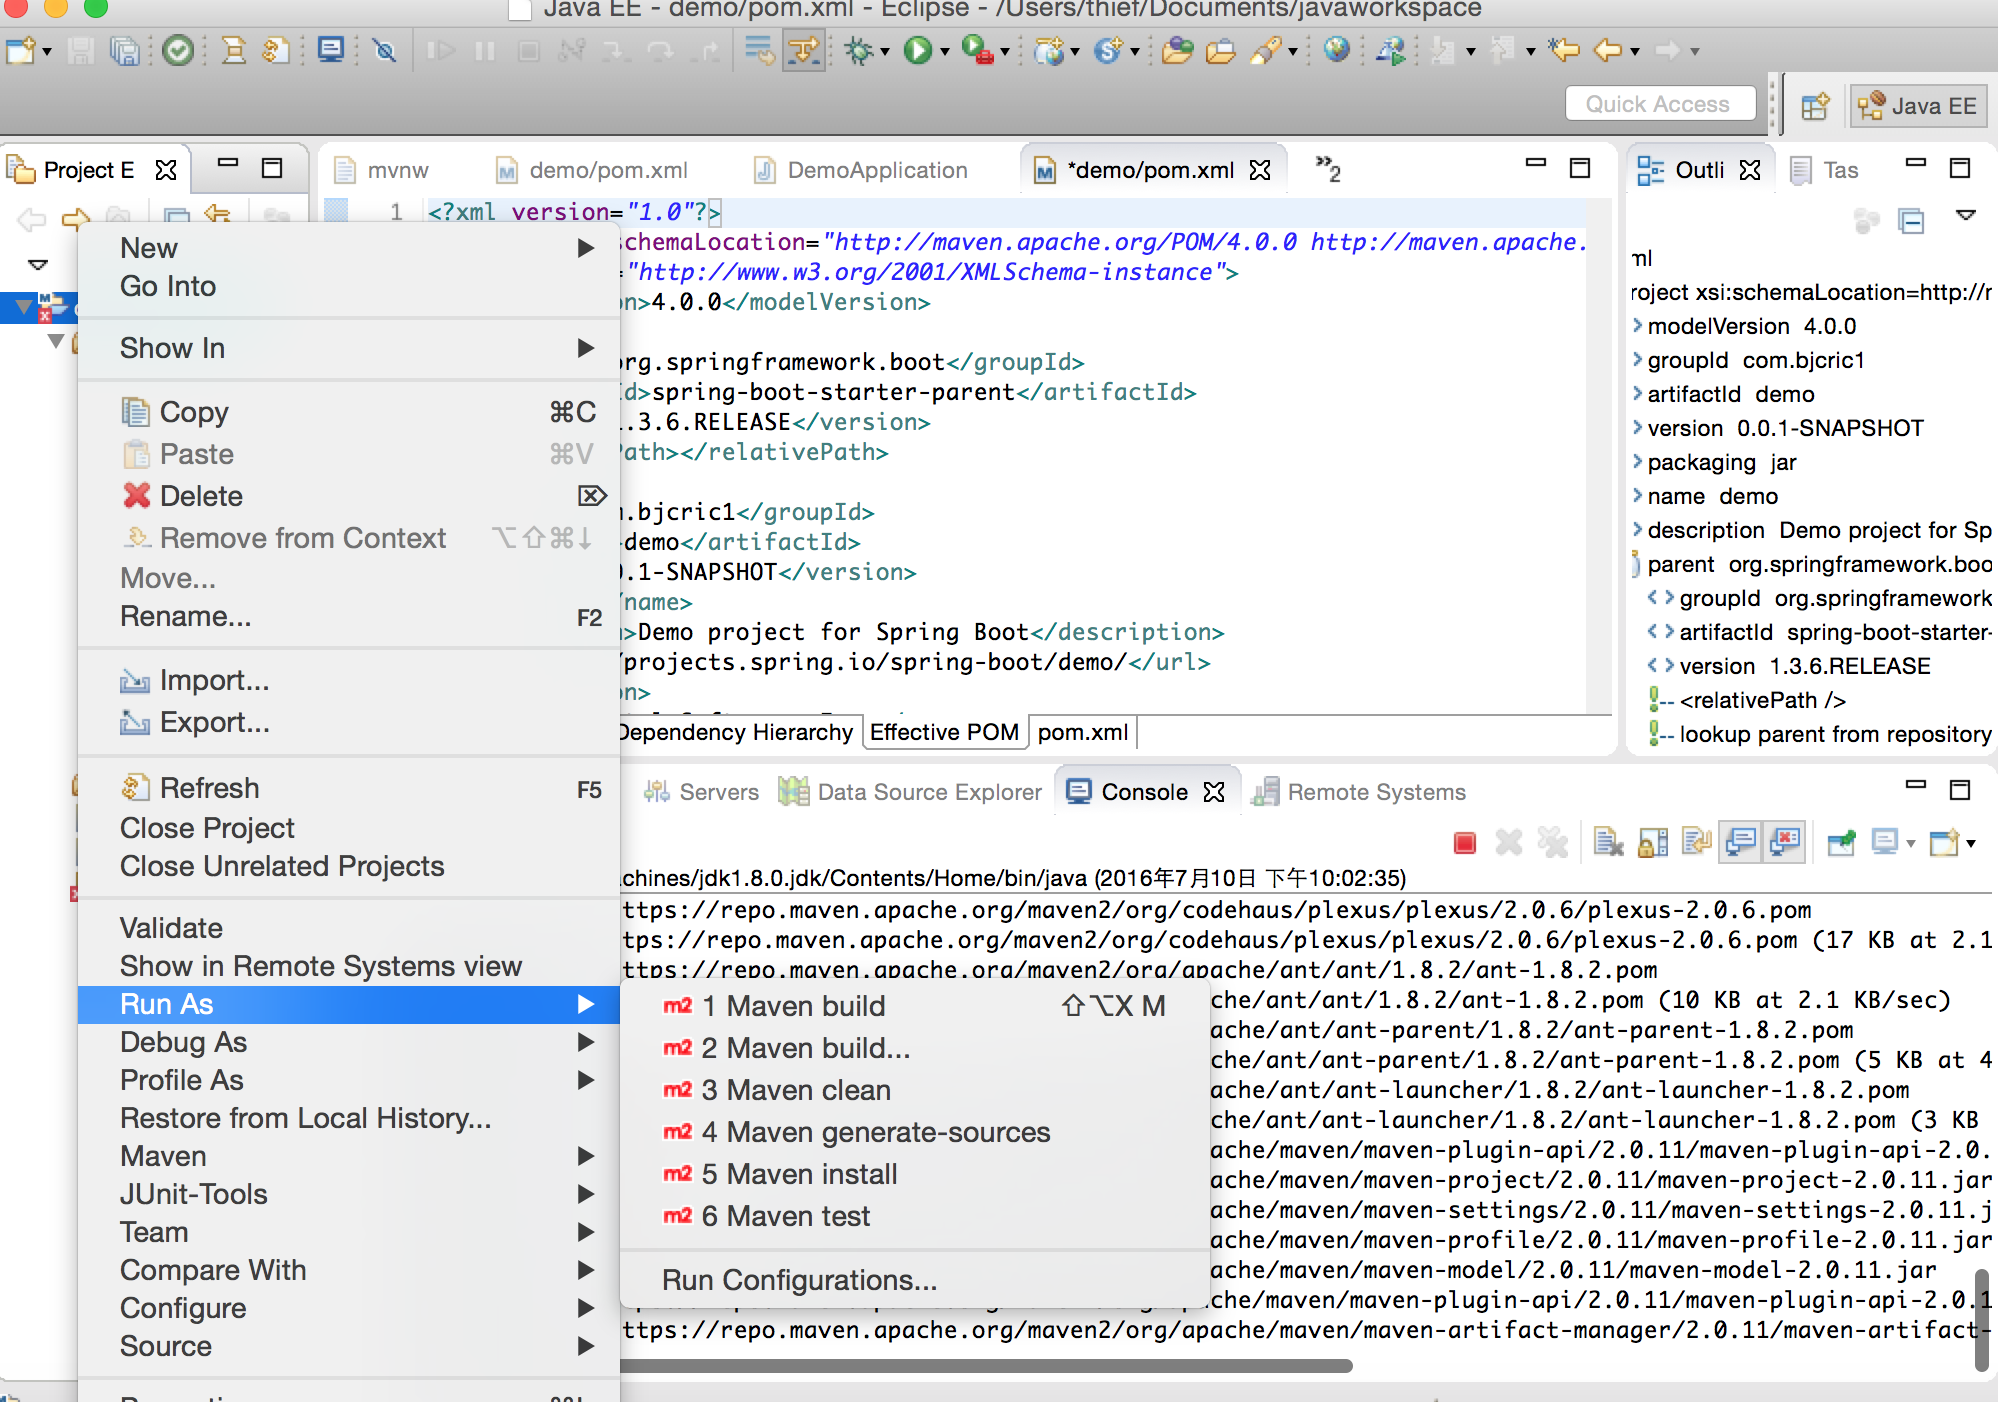 Java EE - demo/pom.xml - Eclipse - /Users/thief/Documents/javaworkspace
Quick Access
Java EE
Project E
mvnw
demo/pom.xml
DemoApplication
*demo/pom.xml
»2
Outli
Tas
1
<?xml version="1.0"?>
schemaLocation="http://maven.apache.org/POM/4.0.0 http://maven.apache.
="http://www.w3.org/2001/XMLSchema-instance">
on>4.0.0</modelVersion>
org.springframework.boot</groupId>
Id>spring-boot-starter-parent</artifactId>
1.3.6.RELEASE</version>
Path></relativePath>
m.bjcric1</groupId>
>demo</artifactId>
0.1-SNAPSHOT</version>
/name>
n>Demo project for Spring Boot</description>
/projects.spring.io/spring-boot/demo/</url>
on>
Dependency Hierarchy
Effective POM
pom.xml
ml
roject xsi:schemaLocation=http://r
modelVersion 4.0.0
groupId com.bjcric1
artifactId demo
version 0.0.1-SNAPSHOT
packaging jar
name demo
description Demo project for Sp
parent org.springframework.boo
groupId org.springframework
artifactId spring-boot-starter-
version 1.3.6.RELEASE
<relativePath />
lookup parent from repository
New
Go Into
Show In
Copy ⌘C
Paste ⌘V
Delete ⌦
Remove from Context ⌥⇧⌘↓
Move...
Rename... F2
Import...
Export...
Refresh F5
Close Project
Close Unrelated Projects
Validate
Show in Remote Systems view
Run As
Debug As
Profile As
Restore from Local History...
Maven
JUnit-Tools
Team
Compare With
Configure
Source
1 Maven build ⇧⌥X M
2 Maven build...
3 Maven clean
4 Maven generate-sources
5 Maven install
6 Maven test
Run Configurations...
Servers
Data Source Explorer
Console
Remote Systems
chines/jdk1.8.0.jdk/Contents/Home/bin/java (2016年7月10日 下午10:02:35)
ttps://repo.maven.apache.org/maven2/org/codehaus/plexus/plexus/2.0.6/plexus-2.0.6.pom
ttps://repo.maven.apache.org/maven2/org/codehaus/plexus/plexus/2.0.6/plexus-2.0.6.pom (17 KB at 2.1
ttps://repo.maven.apache.org/maven2/org/apache/ant/ant/1.8.2/ant-1.8.2.pom
che/ant/ant/1.8.2/ant-1.8.2.pom (10 KB at 2.1 KB/sec)
ache/ant/ant-parent/1.8.2/ant-parent-1.8.2.pom
ache/ant/ant-parent/1.8.2/ant-parent-1.8.2.pom (5 KB at 4
ache/ant/ant-launcher/1.8.2/ant-launcher-1.8.2.pom
ache/ant/ant-launcher/1.8.2/ant-launcher-1.8.2.pom (3 KB
ache/maven/maven-plugin-api/2.0.11/maven-plugin-api-2.0.
ache/maven/maven-project/2.0.11/maven-project-2.0.11.jar
ache/maven/maven-settings/2.0.11/maven-settings-2.0.11.j
ache/maven/maven-profile/2.0.11/maven-profile-2.0.11.jar
ache/maven/maven-model/2.0.11/maven-model-2.0.11.jar
che/maven/maven-plugin-api/2.0.11/maven-plugin-api-2.0.1
ttps://repo.maven.apache.org/maven2/org/apache/maven/maven-artifact-manager/2.0.11/maven-artifact-